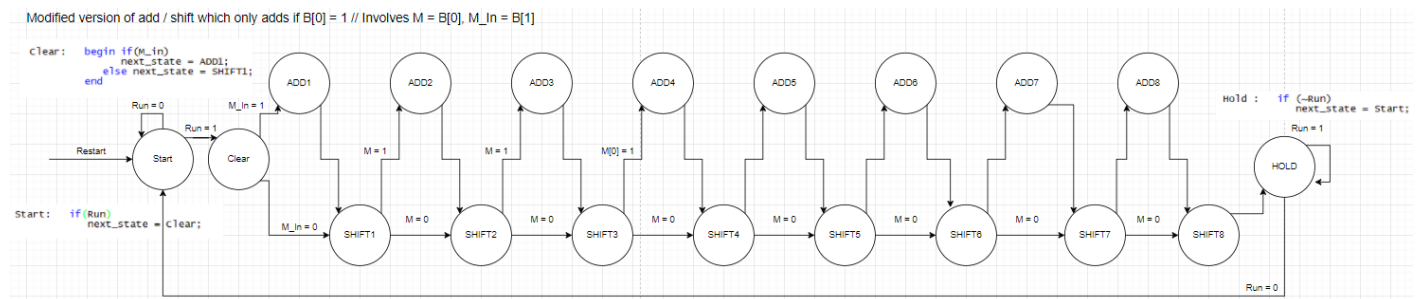 Modified version of add / shift which only adds if B[0] = 1 // Involves M = B[0], M_In = B[1]
Clear: begin if(M_in)
next_state = ADD1;
else next_state = SHIFT1;
end
ADD1
ADD2
ADD3
ADD4
ADD5
ADD6
ADD7
ADD8
Hold : if (~Run)
next_state = Start;
Run = 0
M_In = 1
Run = 1
Run = 1
Restart
Start
Clear
M = 1
M = 1
M[0] = 1
HOLD
Start: if(Run)
next_state = Clear;
M_In = 0
SHIFT1
M = 0
SHIFT2
M = 0
SHIFT3
M = 0
SHIFT4
M = 0
SHIFT5
M = 0
SHIFT6
M = 0
SHIFT7
M = 0
SHIFT8
Run = 0